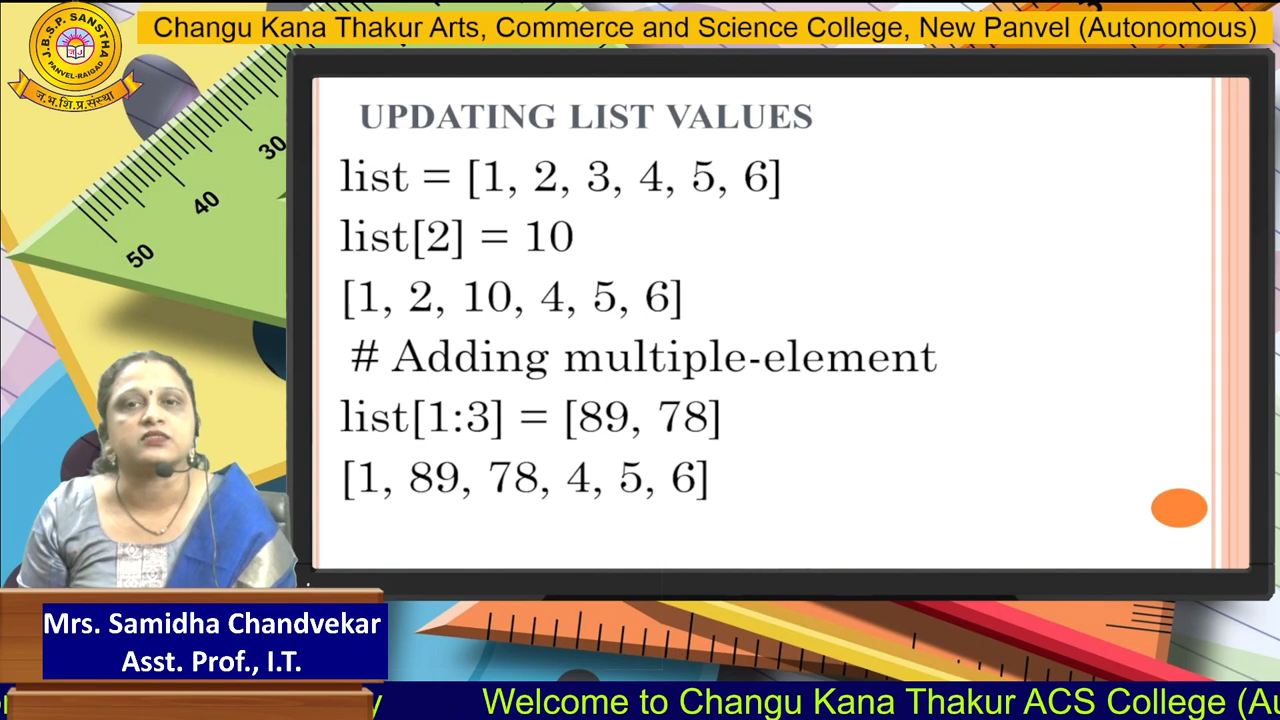 Changu Kana Thakur Arts, Commerce and Science College, New Panvel (Autonomous)
J.B.S.P. SANSTHA
PANVEL-RAIGAD
ज.भ.शि.प्र.संस्था
30
40
50
UPDATING LIST VALUES
list = [1, 2, 3, 4, 5, 6]
list[2] = 10
[1, 2, 10, 4, 5, 6]
# Adding multiple-element
list[1:3] = [89, 78]
[1, 89, 78, 4, 5, 6]
Mrs. Samidha Chandvekar
Asst. Prof., I.T.
Welcome to Changu Kana Thakur ACS College (Au